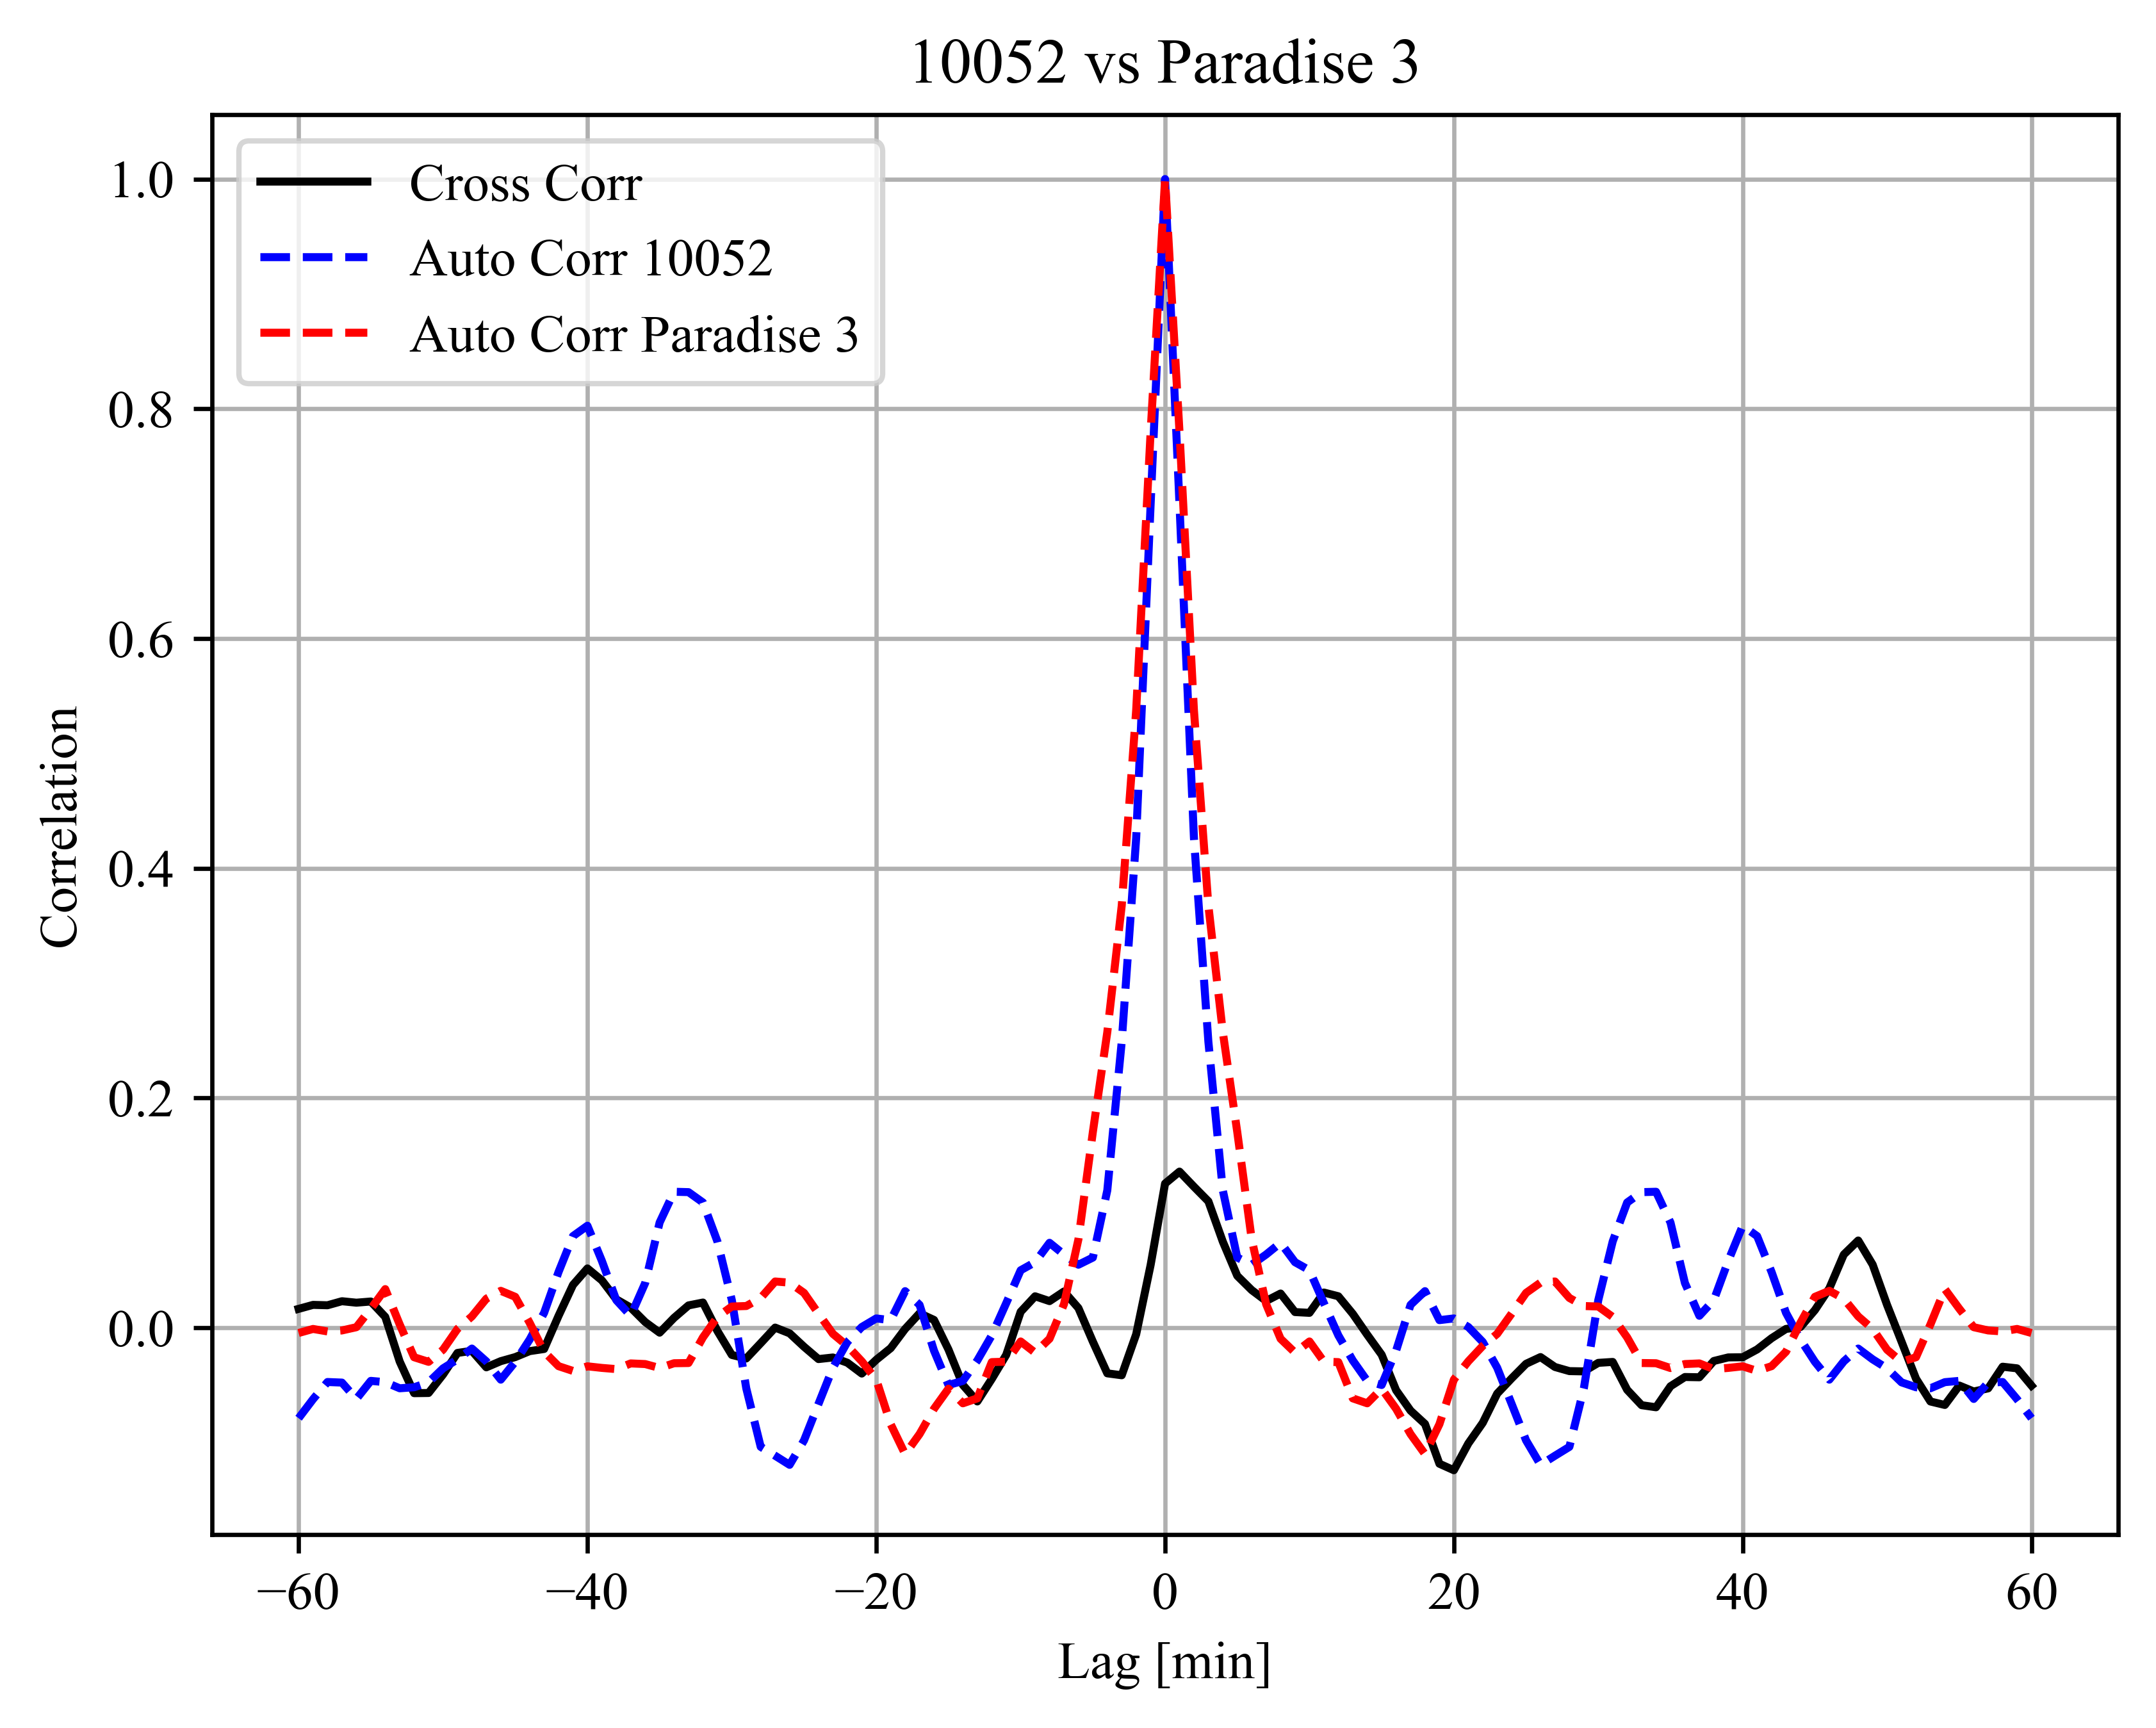 10052 vs Paradise 3
Cross Corr
Auto Corr 10052
Auto Corr Paradise 3
1.0
0.8
0.6
0.4
0.2
0.0
Correlation
−60 −40 −20 0 20 40 60
Lag [min]